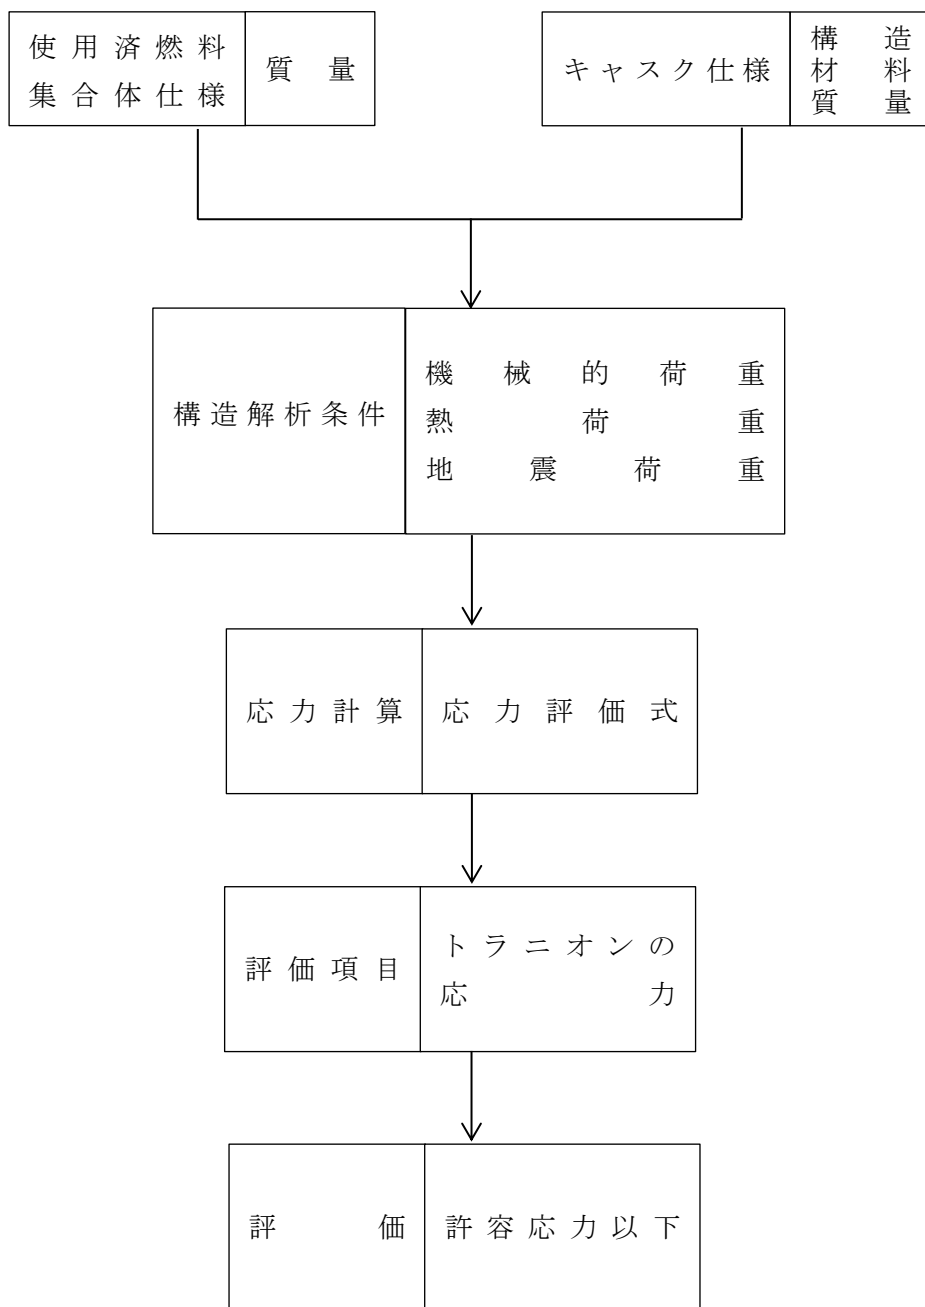 使用済燃料
集合体仕様
質量
キャスク仕様
構造
材料
質量
構造解析条件
機械的荷重
熱荷重
地震荷重
応力計算
応力評価式
評価項目
トラニオンの
応力
評価
許容応力以下